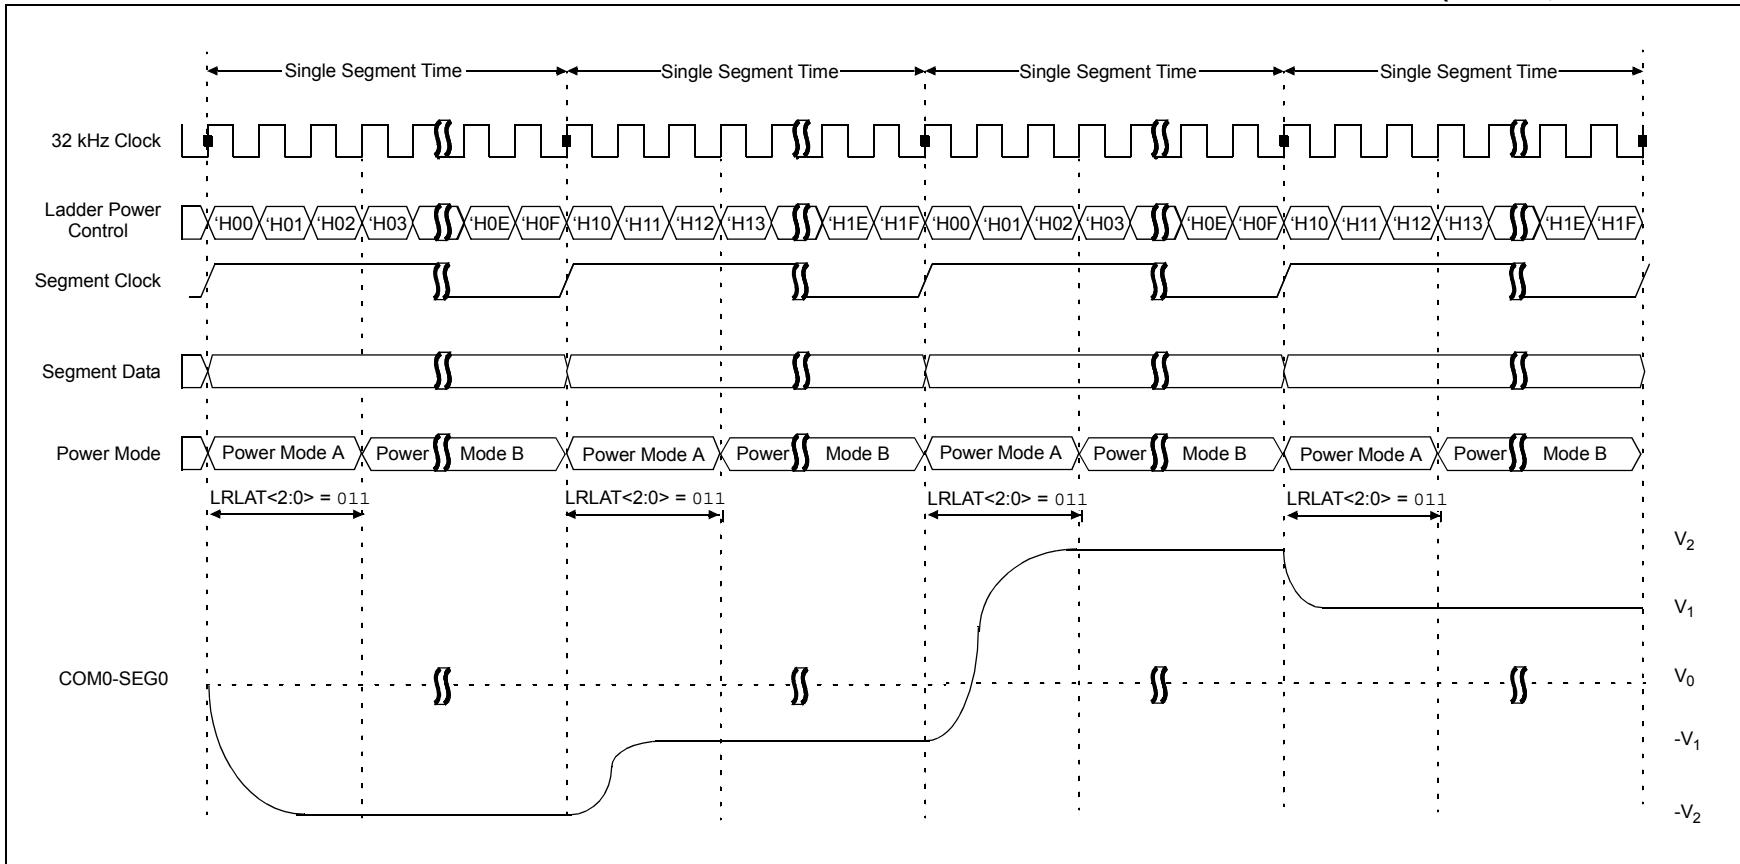 Single Segment Time Single Segment Time Single Segment Time Single Segment Time
32 kHz Clock
Ladder Power
Control
‘H00 ‘H01 ‘H02 ‘H03 ‘H0E ‘H0F ‘H10 ‘H11 ‘H12 ‘H13 ‘H1E ‘H1F ‘H00 ‘H01 ‘H02 ‘H03 ‘H0E ‘H0F ‘H10 ‘H11 ‘H12 ‘H13 ‘H1E ‘H1F
Segment Clock
Segment Data
Power Mode Power Mode A Power Mode B Power Mode A Power Mode B Power Mode A Power Mode B Power Mode A Power Mode B
LRLAT<2:0> = 011 LRLAT<2:0> = 011 LRLAT<2:0> = 011 LRLAT<2:0> = 011
V2
V1
COM0-SEG0 V0
-V1
-V2